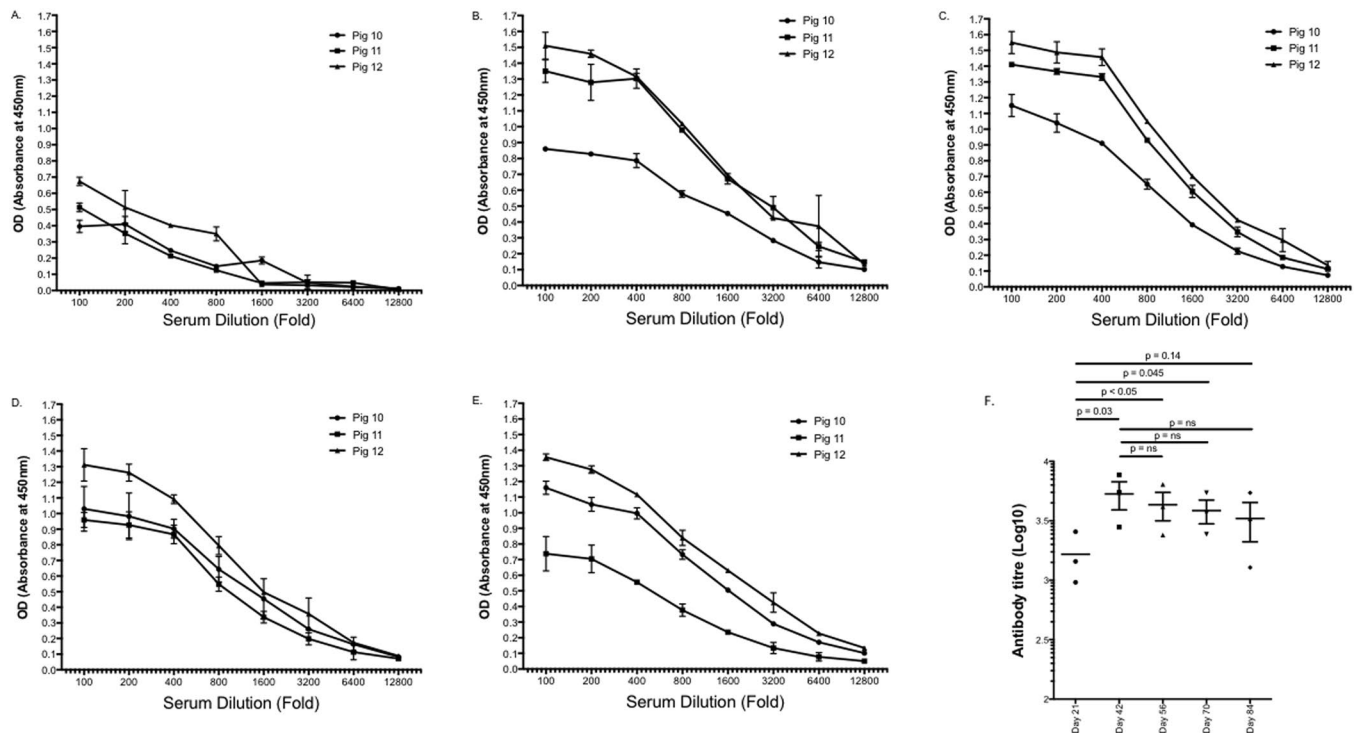 A.
1.7
1.6
1.5
1.4
1.3
1.2
1.1
1.0
0.9
0.8
0.7
0.6
0.5
0.4
0.3
0.2
0.1
0.0
OD (Absorbance at 450nm)
Pig 10
Pig 11
Pig 12
100 200 400 800 1600 3200 6400 12800
Serum Dilution (Fold)
B.
1.7
1.6
1.5
1.4
1.3
1.2
1.1
1.0
0.9
0.8
0.7
0.6
0.5
0.4
0.3
0.2
0.1
0.0
OD (Absorbance at 450nm)
Pig 10
Pig 11
Pig 12
100 200 400 800 1600 3200 6400 12800
Serum Dilution (Fold)
C.
1.7
1.6
1.5
1.4
1.3
1.2
1.1
1.0
0.9
0.8
0.7
0.6
0.5
0.4
0.3
0.2
0.1
0.0
OD (Absorbance at 450nm)
Pig 10
Pig 11
Pig 12
100 200 400 800 1600 3200 6400 12800
Serum Dilution (Fold)
D.
1.7
1.6
1.5
1.4
1.3
1.2
1.1
1.0
0.9
0.8
0.7
0.6
0.5
0.4
0.3
0.2
0.1
0.0
OD (Absorbance at 450nm)
Pig 10
Pig 11
Pig 12
100 200 400 800 1600 3200 6400 12800
Serum Dilution (Fold)
E.
1.7
1.6
1.5
1.4
1.3
1.2
1.1
1.0
0.9
0.8
0.7
0.6
0.5
0.4
0.3
0.2
0.1
0.0
OD (Absorbance at 450nm)
Pig 10
Pig 11
Pig 12
100 200 400 800 1600 3200 6400 12800
Serum Dilution (Fold)
F.
p = 0.14
p = 0.045
p < 0.05
p = 0.03
p = ns
p = ns
p = ns
4
3.5
3
2.5
2
Antibody titre (Log10)
Day 21
Day 42
Day 56
Day 70
Day 84